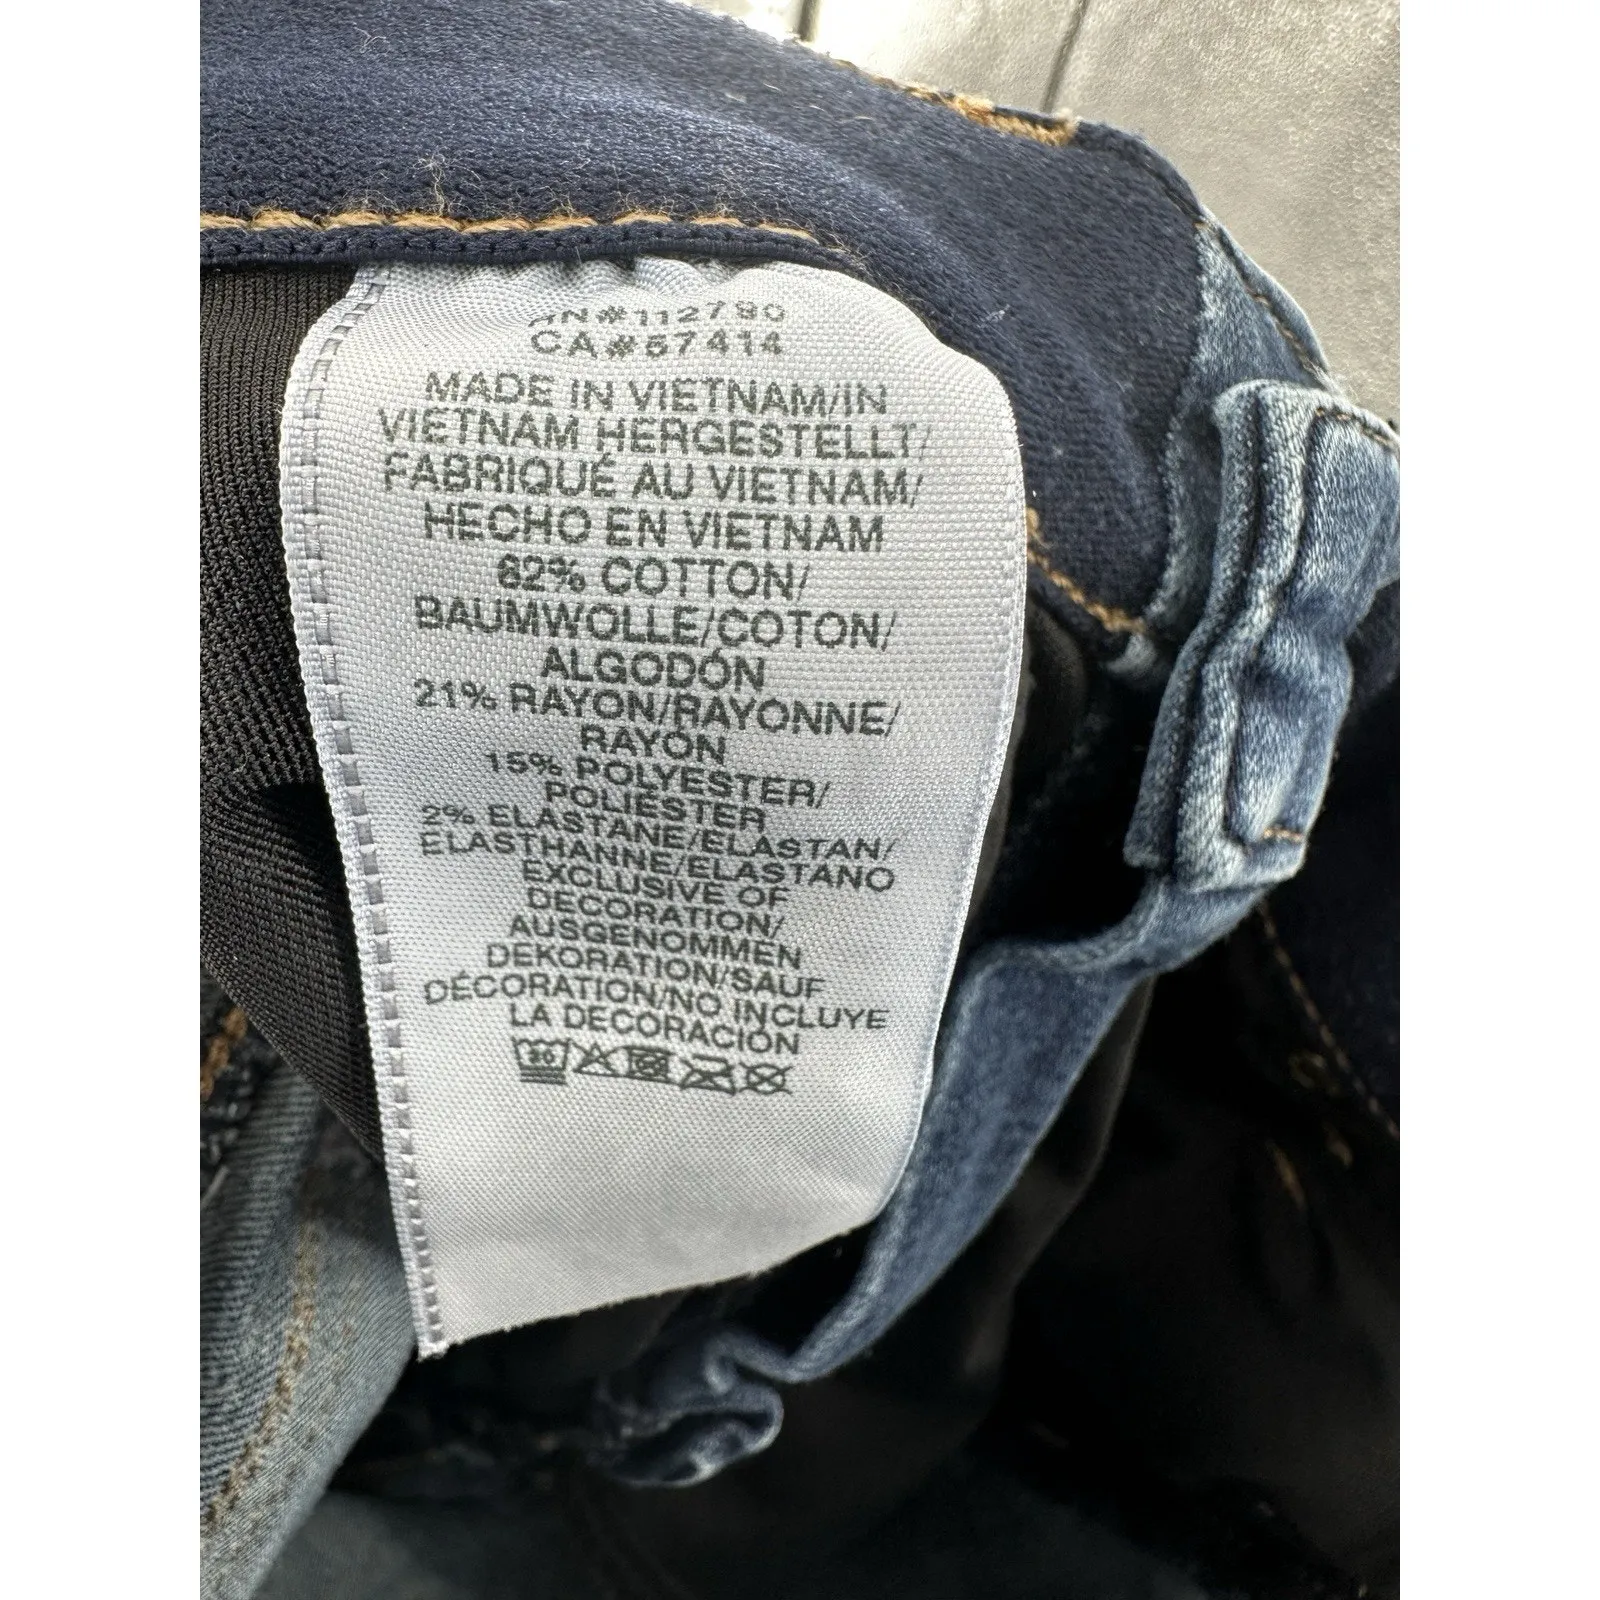 RN#112790
CA#57414
MADE IN VIETNAM/IN
VIETNAM HERGESTELLT/
FABRIQUÉ AU VIETNAM/
HECHO EN VIETNAM
62% COTTON/
BAUMWOLLE/COTON/
ALGODÓN
21% RAYON/RAYONNE/
RAYÓN
15% POLYESTER/
POLIÉSTER
2% ELASTANE/ELASTAN/
ELASTHANNE/ELASTANO
EXCLUSIVE OF
DECORATION/
AUSGENOMMEN
DEKORATION/SAUF
DÉCORATION/NO INCLUYE
LA DECORACIÓN
30